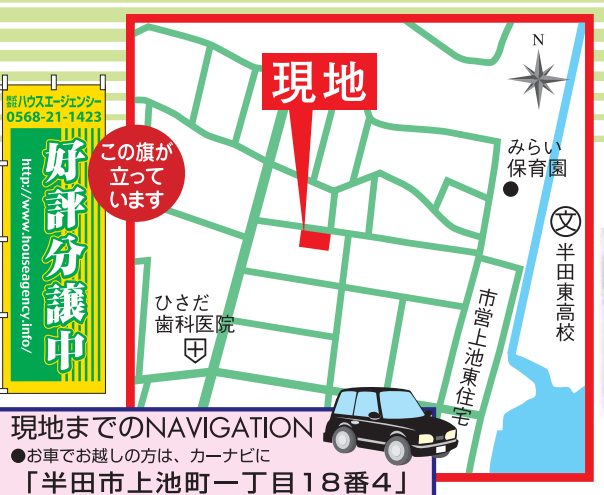 株式会社ハウスエージェンシー
0568-21-1423
好評分譲中
http://www.houseagency.info/
この旗が
立って
います
現地
N
みらい
保育園
文
半田東高校
ひさだ
歯科医院
市営上池東住宅
現地までのNAVIGATION
●お車でお越しの方は、カーナビに
「半田市上池町一丁目18番4」